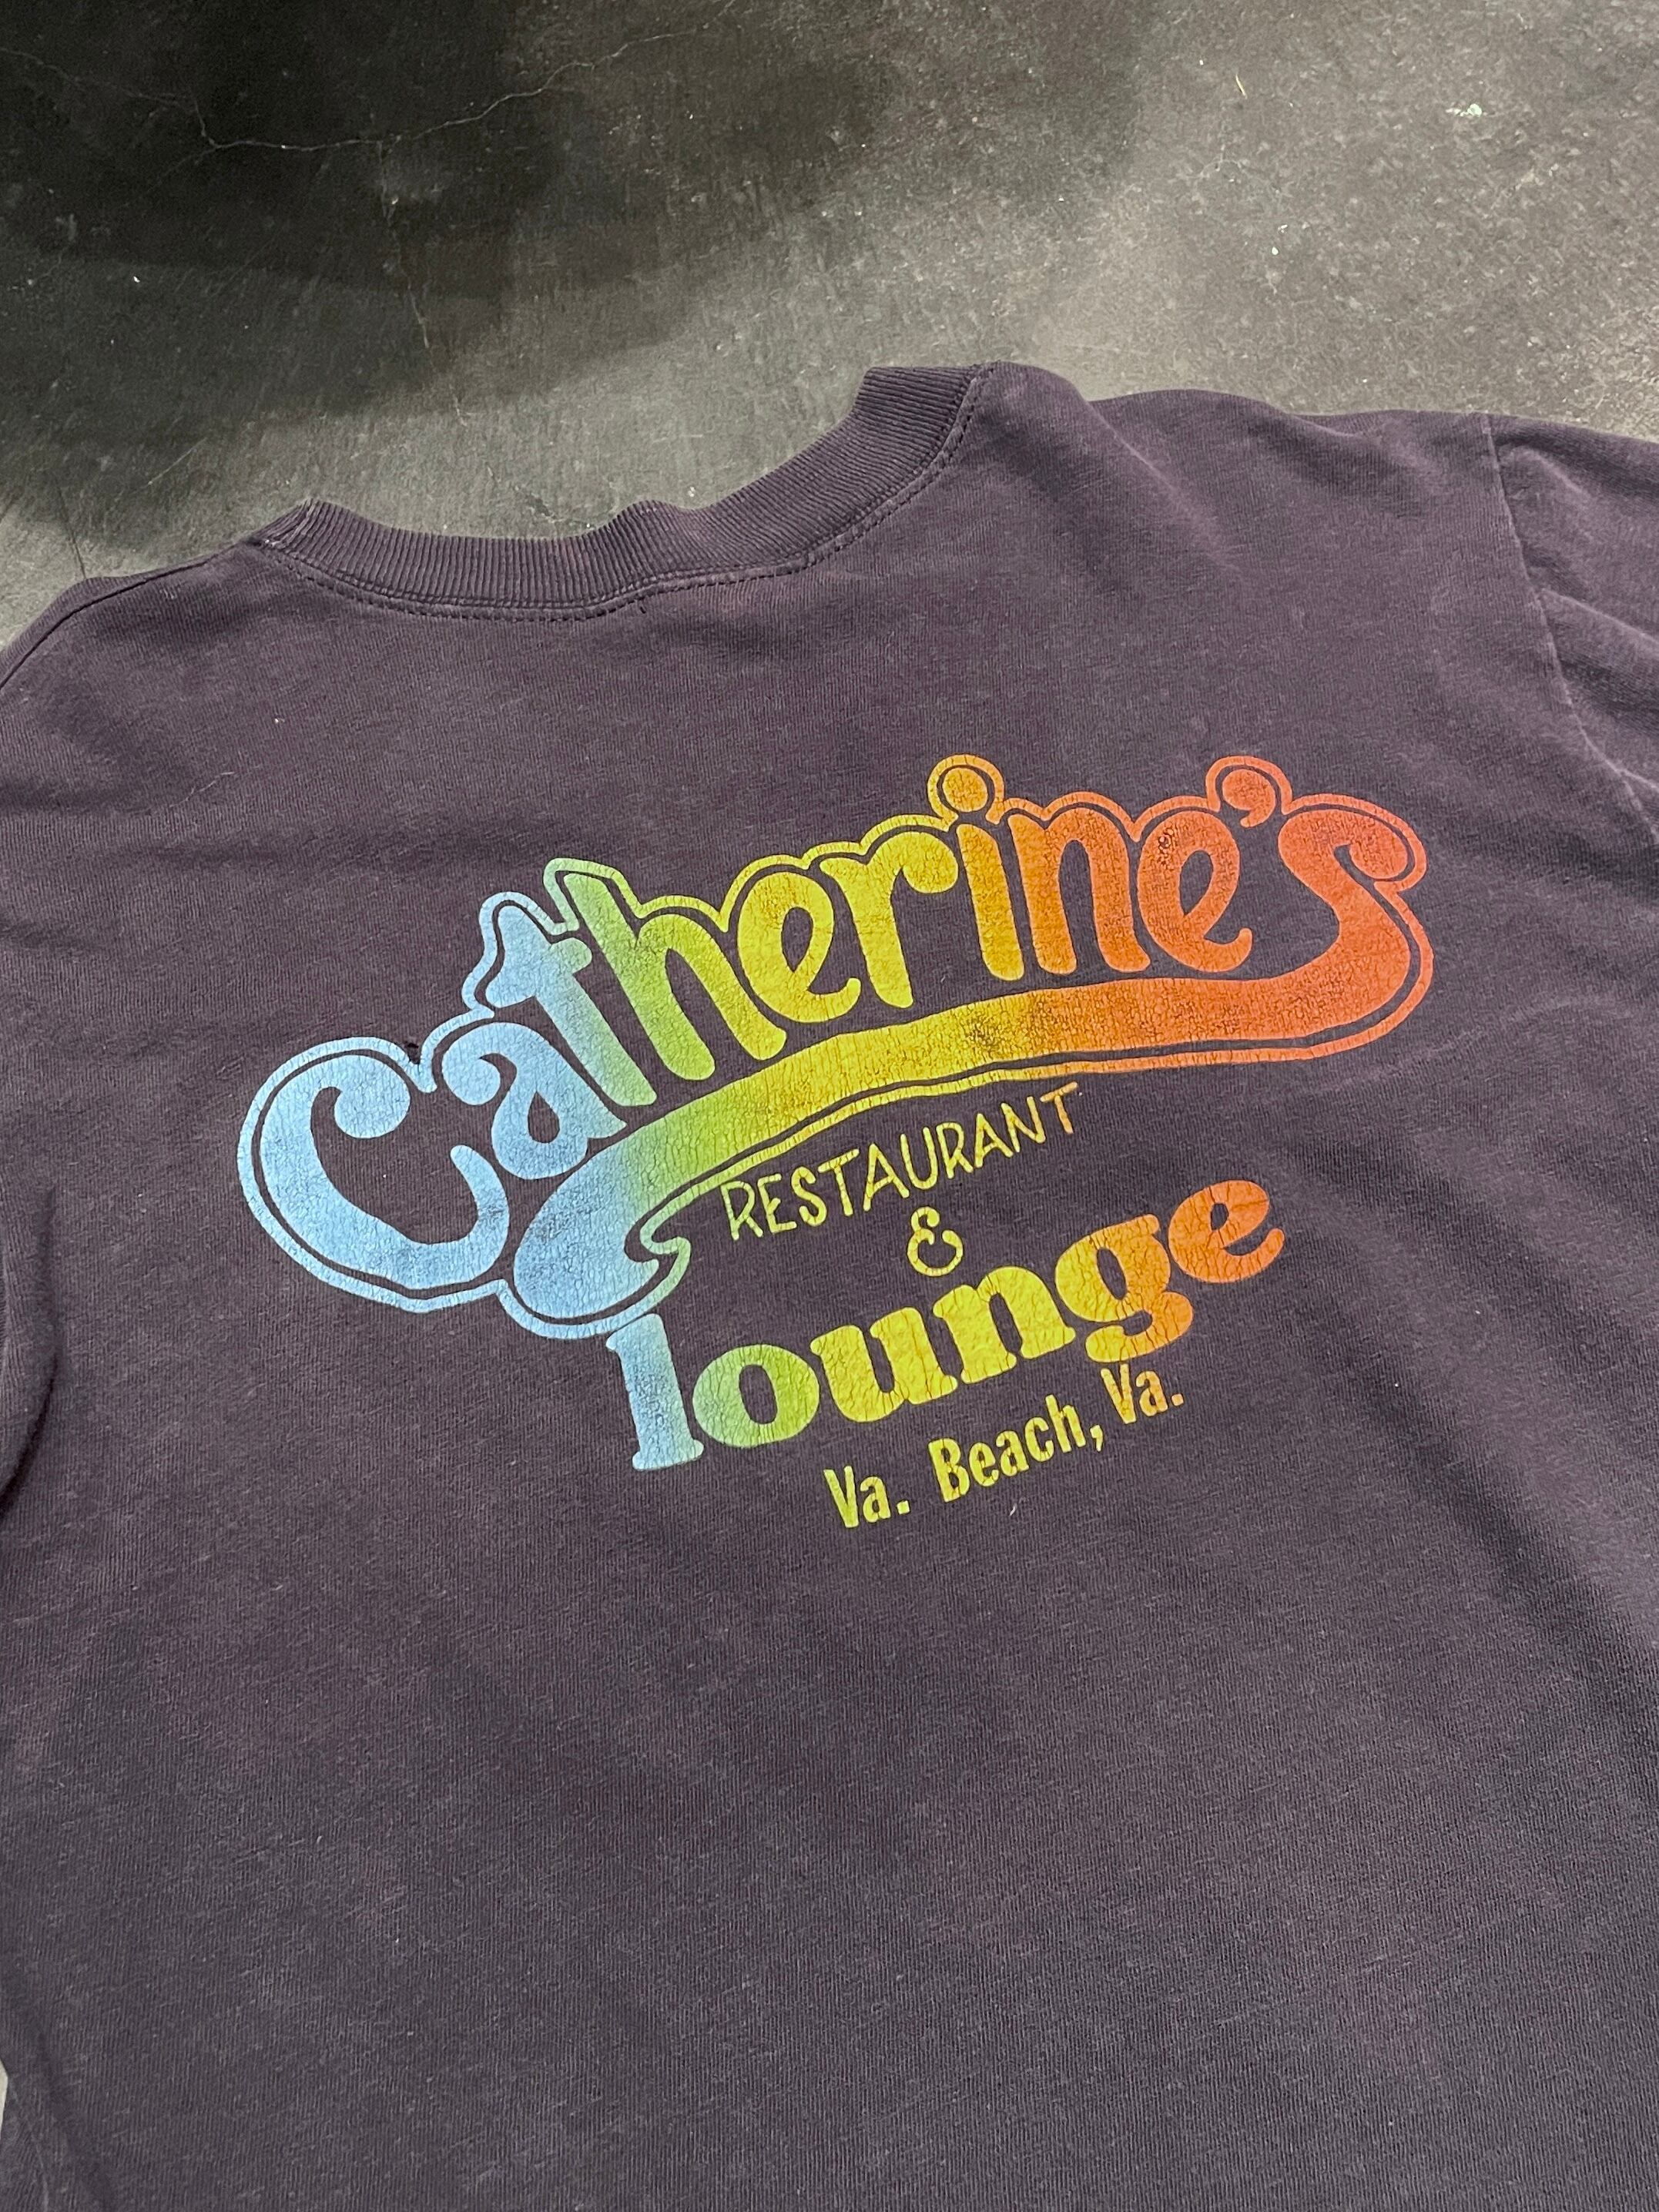 Catherine's
RESTAURANT
&
lounge
Va. Beach, Va.